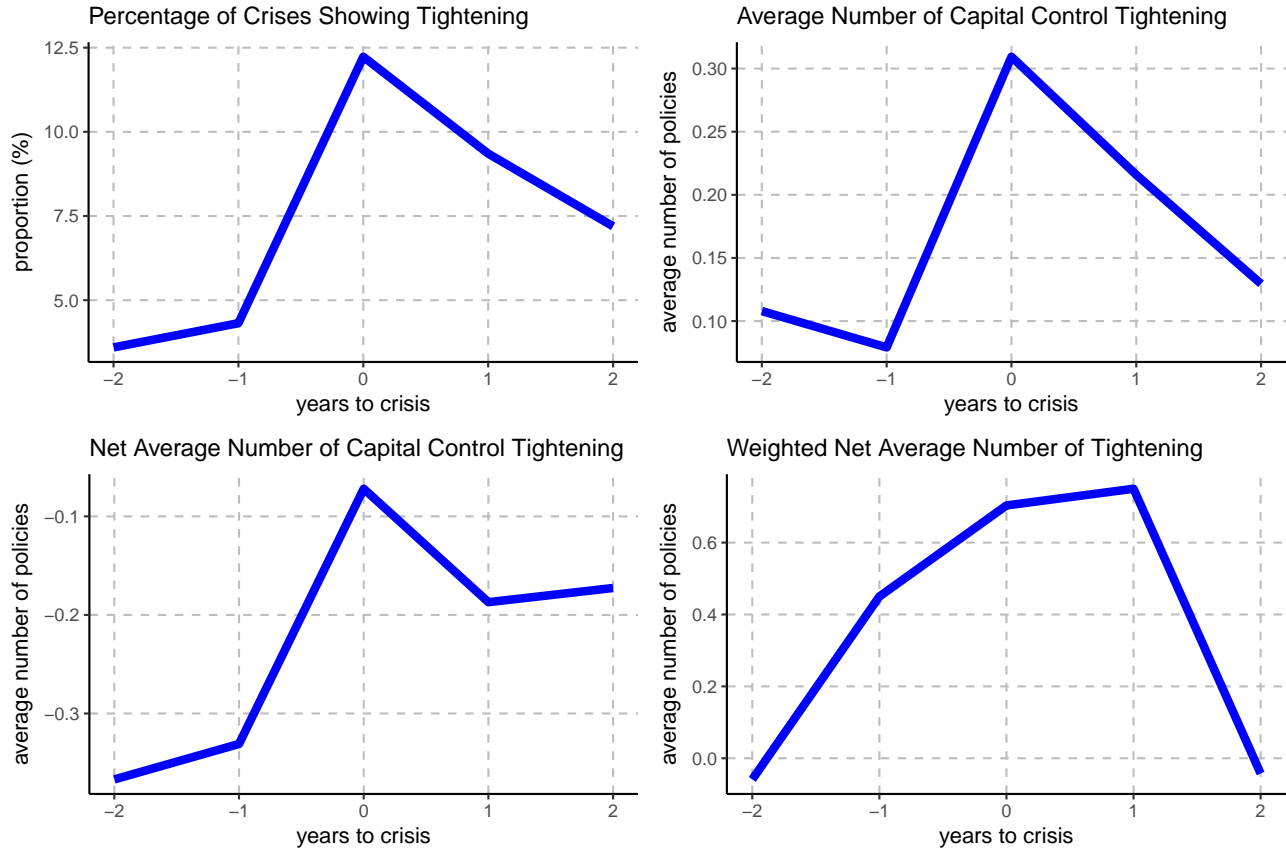 Percentage of Crises Showing Tightening
12.5
10.0
7.5
5.0
proportion (%)
−2 −1 0 1 2
years to crisis
Average Number of Capital Control Tightening
0.30
0.25
0.20
0.15
0.10
average number of policies
−2 −1 0 1 2
years to crisis
Net Average Number of Capital Control Tightening
−0.1
−0.2
−0.3
average number of policies
−2 −1 0 1 2
years to crisis
Weighted Net Average Number of Tightening
0.6
0.4
0.2
0.0
average number of policies
−2 −1 0 1 2
years to crisis